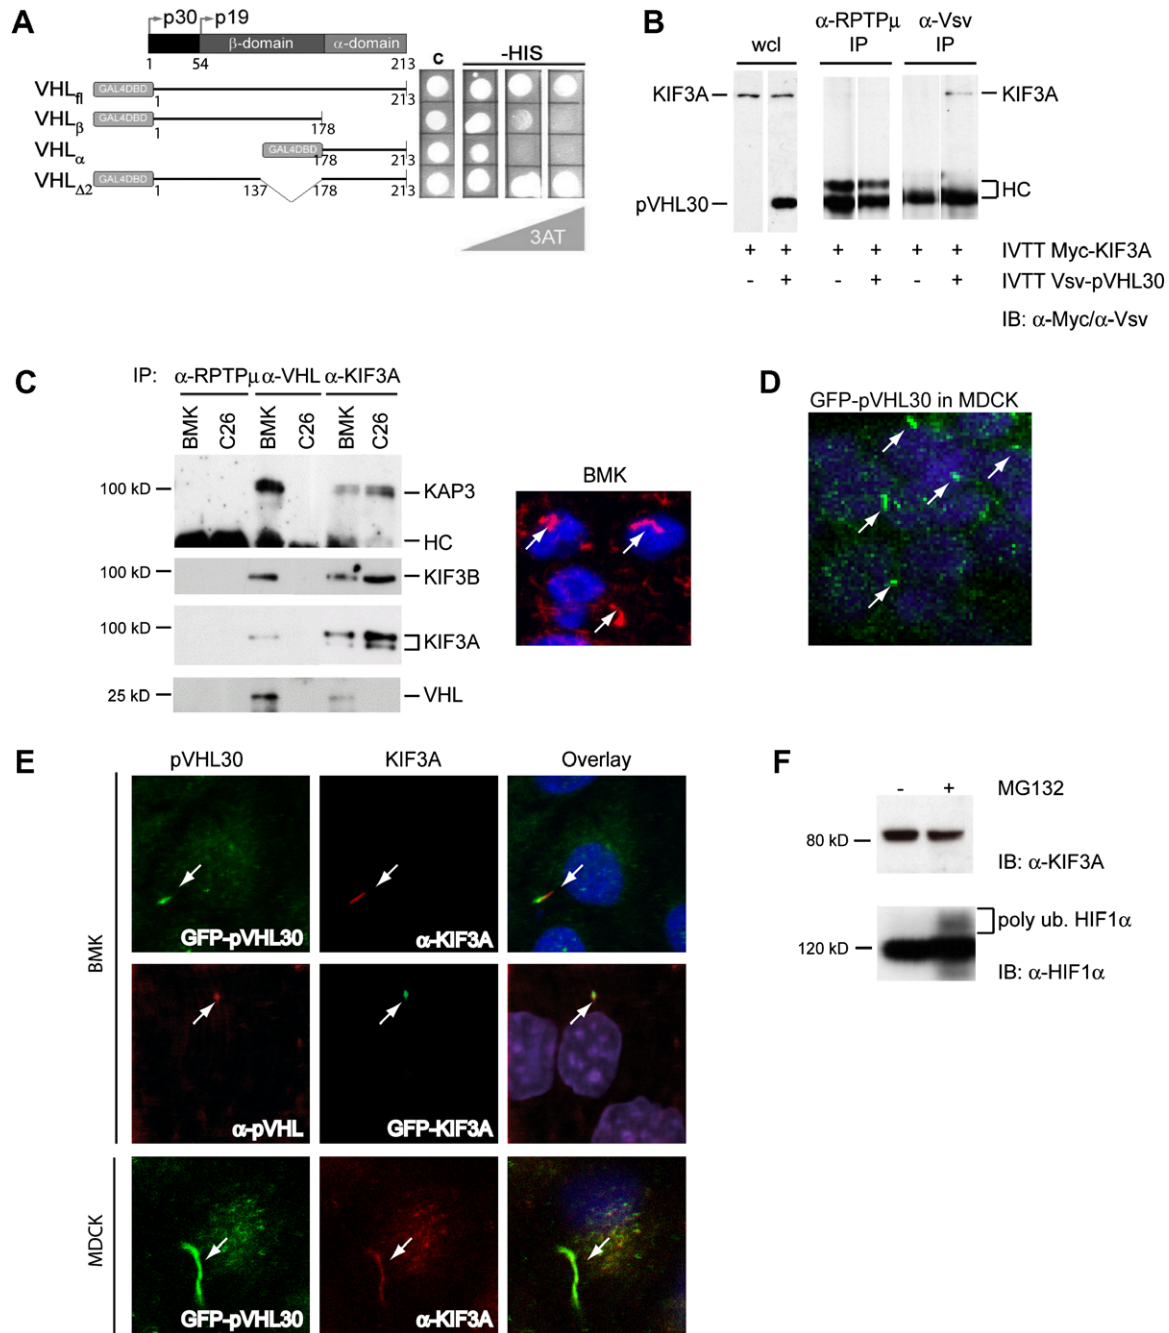 A
p30 p19
β-domain α-domain
1 54 213
c -HIS
VHLfl GAL4DBD 1 213
VHLβ GAL4DBD 1 178
VHLα GAL4DBD 178 213
VHLΔ2 GAL4DBD 1 137 178 213
3AT
B
wcl α-RPTPμ IP α-Vsv IP
KIF3A KIF3A
HC
pVHL30
+ + + + + + IVTT Myc-KIF3A
- + - + - + IVTT Vsv-pVHL30
IB: α-Myc/α-Vsv
C
IP: α-RPTPμ α-VHL α-KIF3A
BMK C26 BMK C26 BMK C26
100 kD KAP3
HC
100 kD KIF3B
100 kD KIF3A
25 kD VHL
BMK
D
GFP-pVHL30 in MDCK
E
pVHL30 KIF3A Overlay
BMK
GFP-pVHL30 α-KIF3A
α-pVHL GFP-KIF3A
MDCK
GFP-pVHL30 α-KIF3A
F
- + MG132
80 kD
IB: α-KIF3A
poly ub. HIF1α
120 kD
IB: α-HIF1α